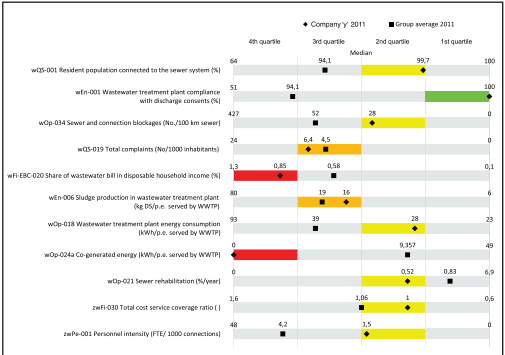 Company 'y' 2011 Group average 2011
4th quartile 3rd quartile 2nd quartile 1st quartile
Median
64 94,1 99,7 100
wQS-001 Resident population connected to the sewer system (%)
51 94,1 100
wEn-001 Wastewater treatment plant compliance
with discharge consents (%)
427 52 28 0
wOp-034 Sewer and connection blockages (No./100 km sewer)
24 6,4 4,5 0
wQS-019 Total complaints (No/1000 inhabitants)
1,3 0,85 0,58 0,1
wFi-EBC-020 Share of wastewater bill in disposable household income (%)
80 19 16 6
wEn-006 Sludge production in wastewater treatment plant
(kg DS/p.e. served by WWTP)
93 39 28 23
wOp-018 Wastewater treatment plant energy consumption
(kWh/p.e. served by WWTP)
0 9,357 49
wOp-024a Co-generated energy (kWh/p.e. served by WWTP)
0 0,52 0,83 6,9
wOp-021 Sewer rehabilitation (%/year)
1,6 1,06 1 0,6
zwFi-030 Total cost service coverage ratio ( )
48 4,2 1,5 0
zwPe-001 Personnel intensity (FTE/ 1000 connections)